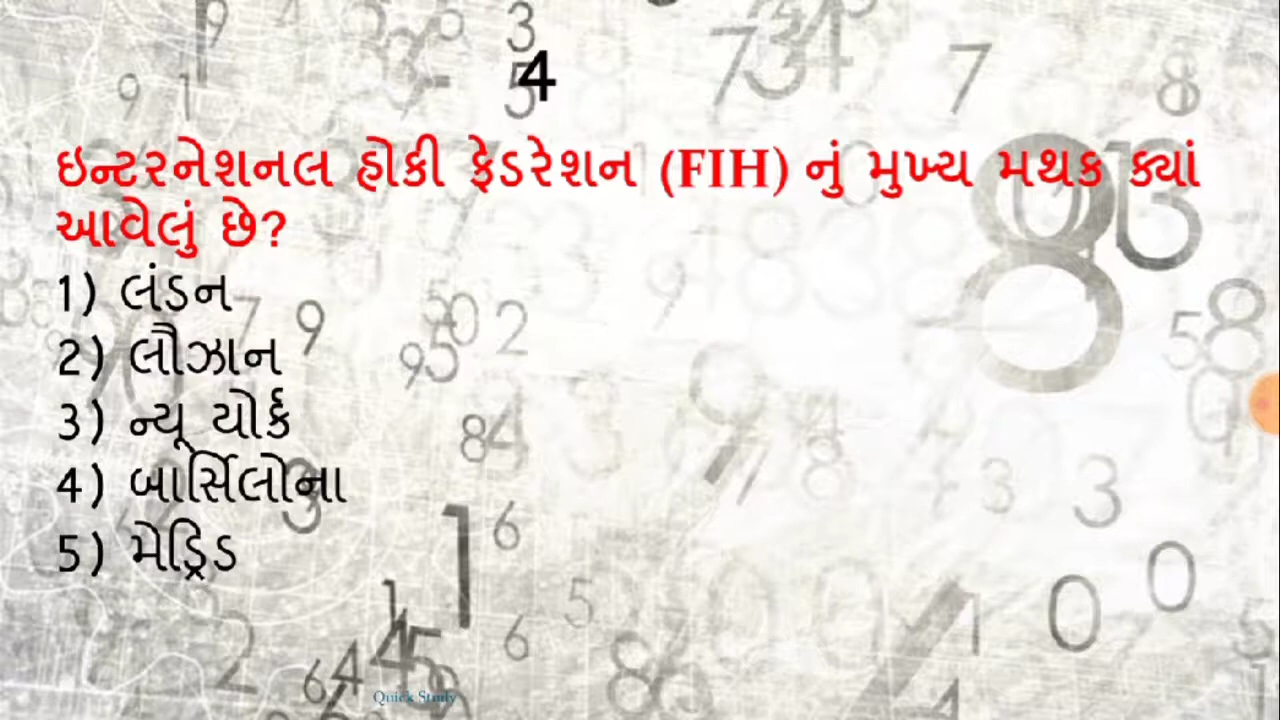 4
ઇન્ટરનેશનલ હોકી ફેડરેશન (FIH) નું મુખ્ય મથક ક્યાં
આવેલું છે?
1) લંડન
2) લૌઝાન
3) ન્યૂ યોર્ક
4) બાર્સિલોના
5) મેડ્રિડ
Quick Study